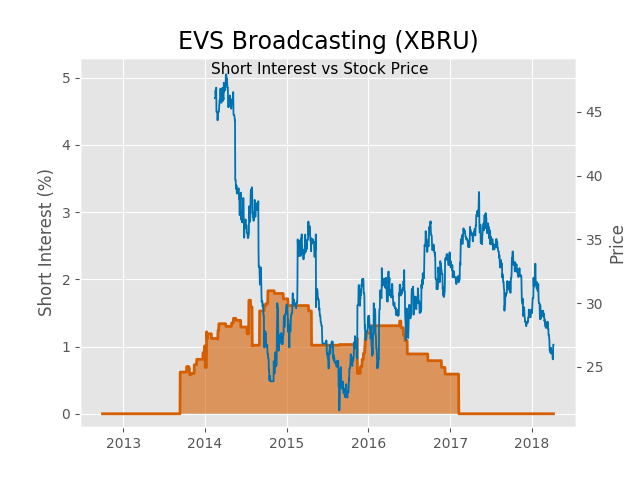 EVS Broadcasting (XBRU)
Short Interest vs Stock Price
Short Interest (%)
5
4
3
2
1
0
45
40
35
30
25
Price
2013 2014 2015 2016 2017 2018